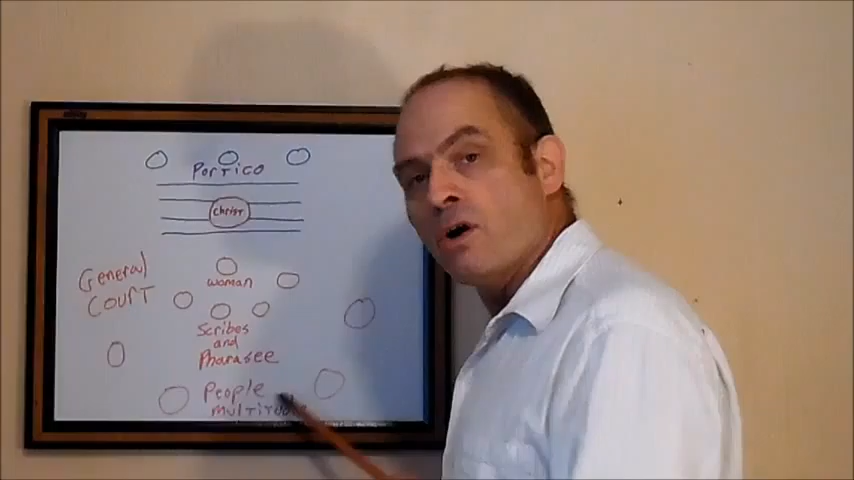 Portico
Christ
General
Court
woman
Scribes
and
Pharasee
People